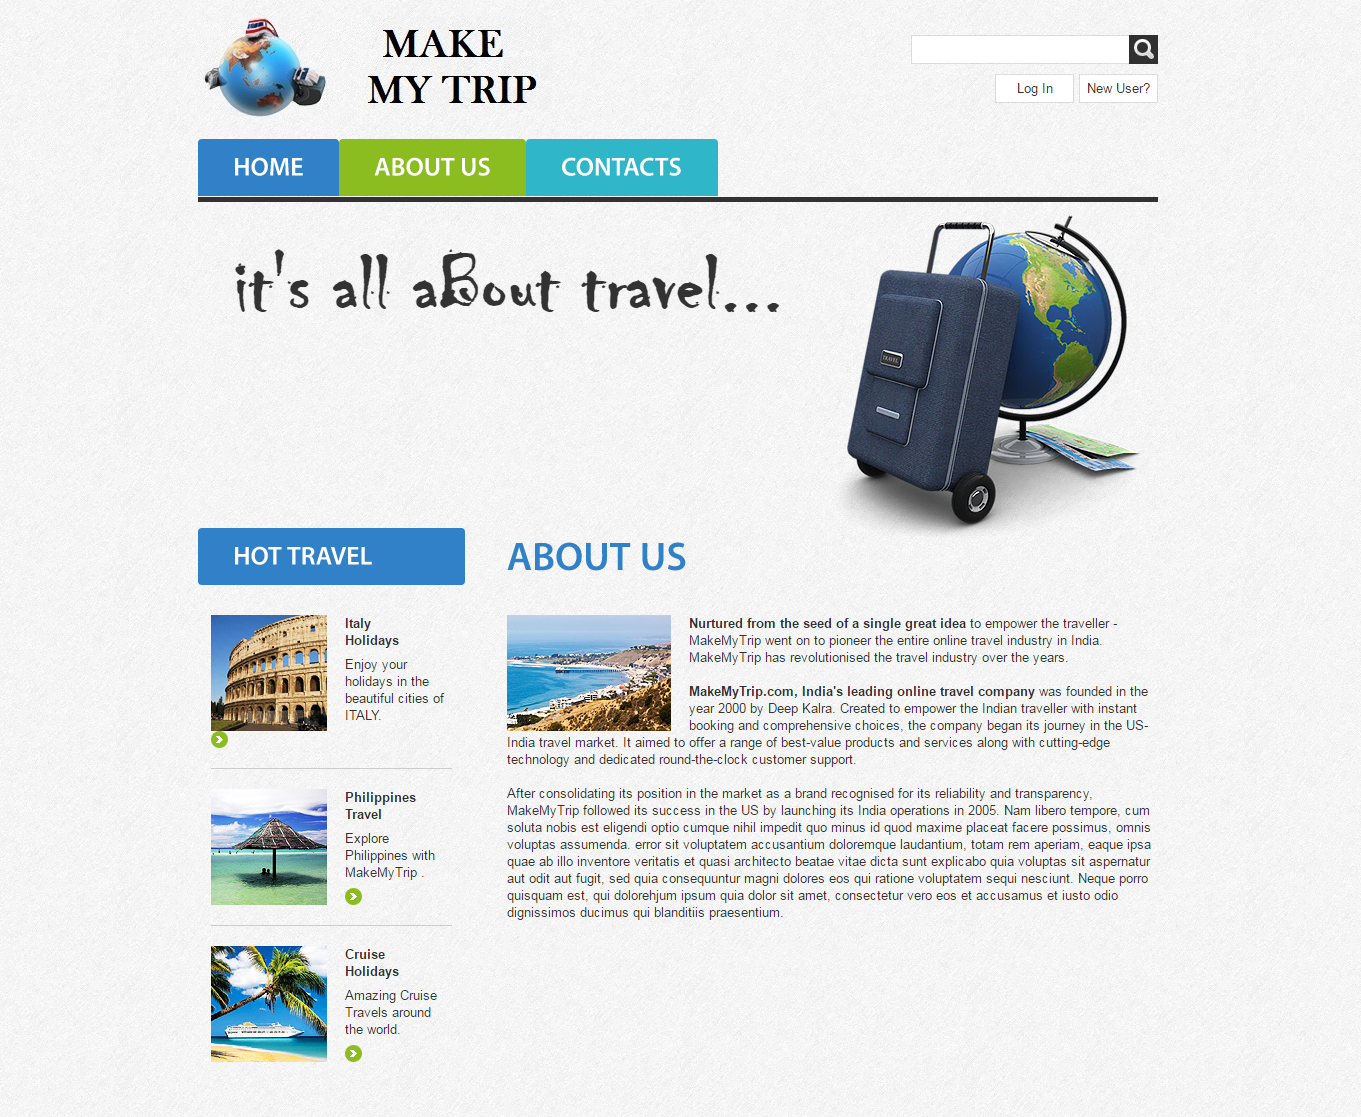 MAKE
MY TRIP
Log In
New User?
HOME
ABOUT US
CONTACTS
it's all aBout travel...
TRAVEL
HOT TRAVEL
Italy
Holidays
Enjoy your
holidays in the
beautiful cities of
ITALY.
Philippines
Travel
Explore
Philippines with
MakeMyTrip .
Cruise
Holidays
Amazing Cruise
Travels around
the world.
ABOUT US
Nurtured from the seed of a single great idea to empower the traveller -
MakeMyTrip went on to pioneer the entire online travel industry in India.
MakeMyTrip has revolutionised the travel industry over the years.
MakeMyTrip.com, India's leading online travel company was founded in the
year 2000 by Deep Kalra. Created to empower the Indian traveller with instant
booking and comprehensive choices, the company began its journey in the US-
India travel market. It aimed to offer a range of best-value products and services along with cutting-edge
technology and dedicated round-the-clock customer support.
After consolidating its position in the market as a brand recognised for its reliability and transparency,
MakeMyTrip followed its success in the US by launching its India operations in 2005. Nam libero tempore, cum
soluta nobis est eligendi optio cumque nihil impedit quo minus id quod maxime placeat facere possimus, omnis
voluptas assumenda. error sit voluptatem accusantium doloremque laudantium, totam rem aperiam, eaque ipsa
quae ab illo inventore veritatis et quasi architecto beatae vitae dicta sunt explicabo quia voluptas sit aspernatur
aut odit aut fugit, sed quia consequuntur magni dolores eos qui ratione voluptatem sequi nesciunt. Neque porro
quisquam est, qui dolorehjum ipsum quia dolor sit amet, consectetur vero eos et accusamus et iusto odio
dignissimos ducimus qui blanditiis praesentium.